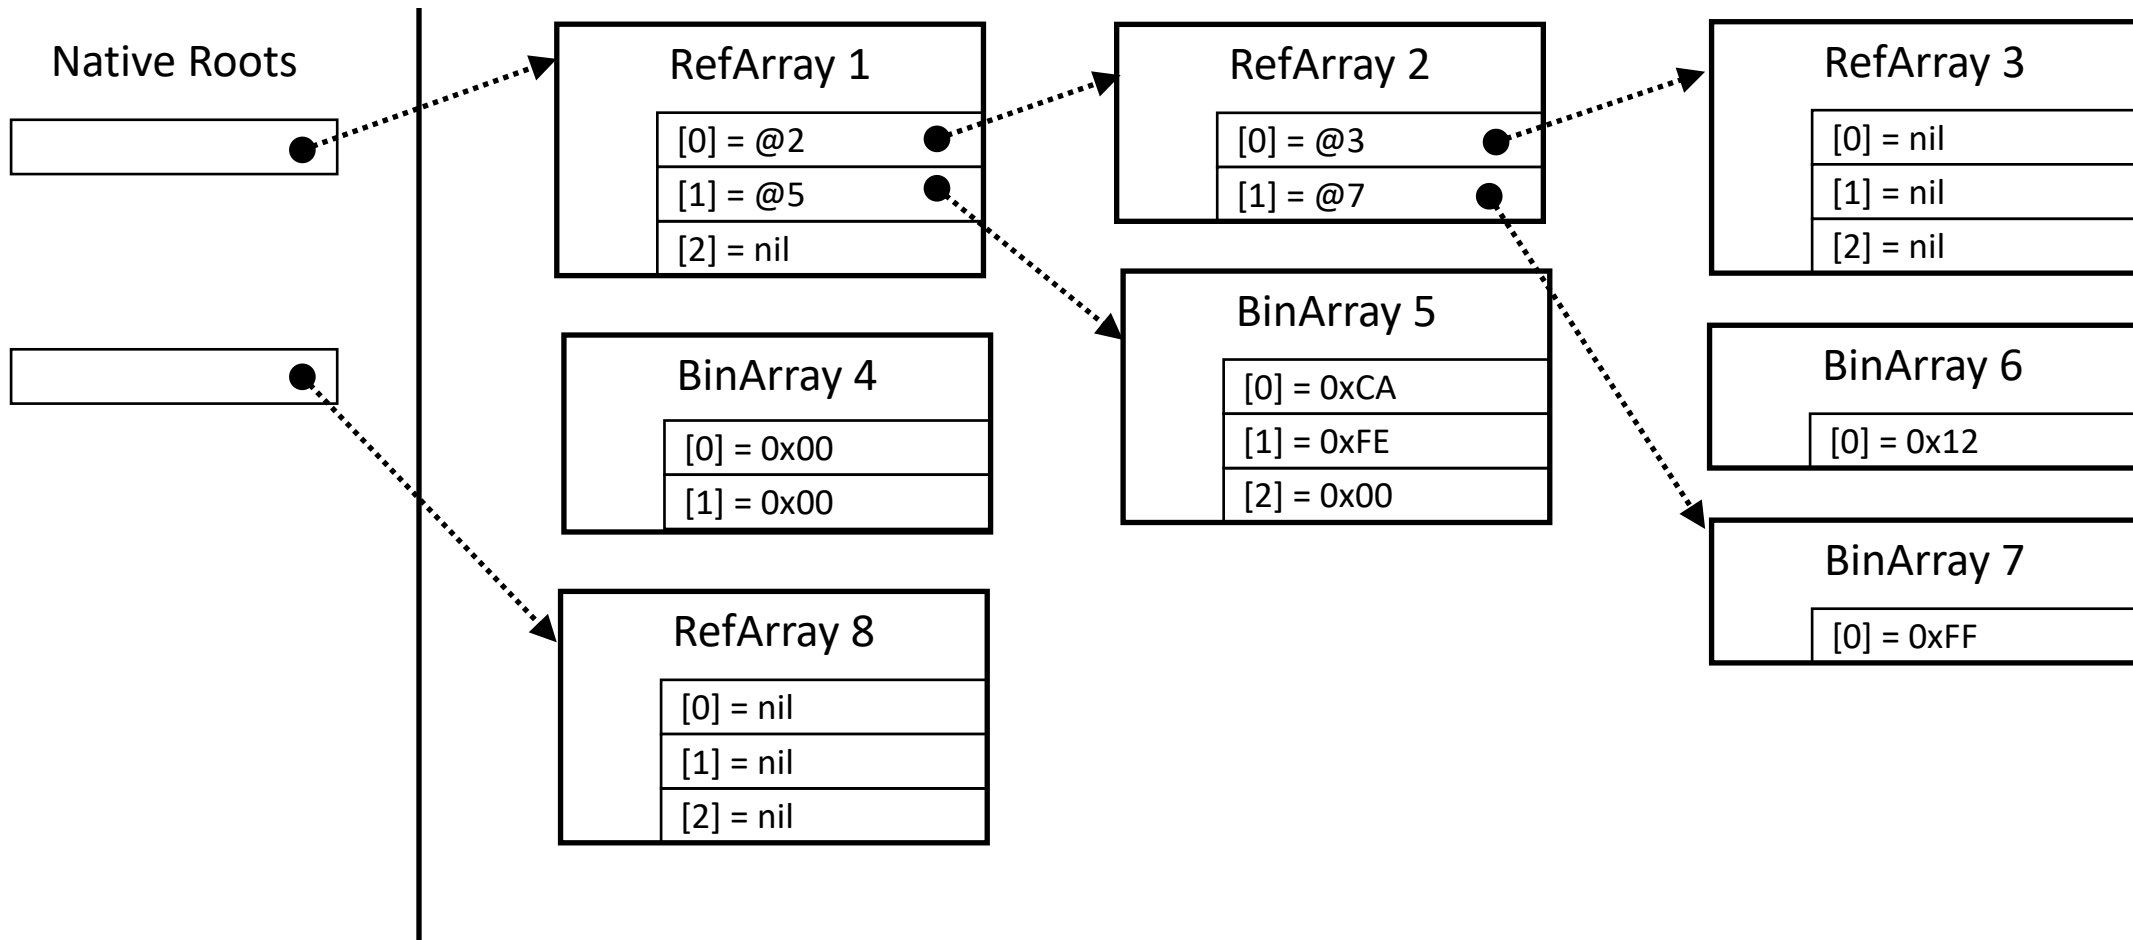 Native Roots
RefArray 1
[0] = @2
[1] = @5
[2] = nil
RefArray 2
[0] = @3
[1] = @7
RefArray 3
[0] = nil
[1] = nil
[2] = nil
BinArray 4
[0] = 0x00
[1] = 0x00
BinArray 5
[0] = 0xCA
[1] = 0xFE
[2] = 0x00
BinArray 6
[0] = 0x12
BinArray 7
[0] = 0xFF
RefArray 8
[0] = nil
[1] = nil
[2] = nil